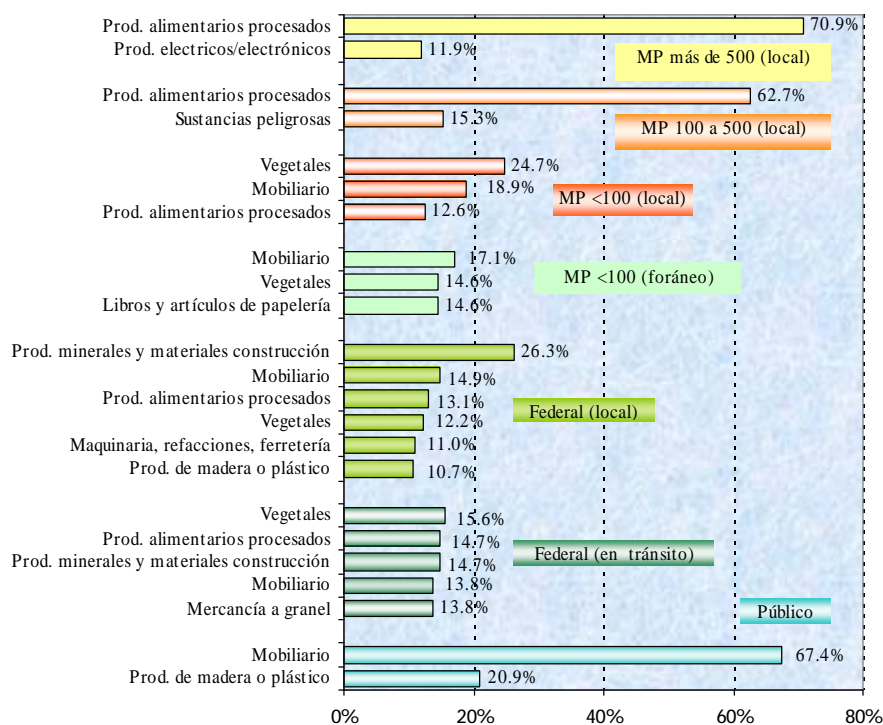 Prod. alimentarios procesados 70.9%
Prod. electricos/electrónicos 11.9%
MP más de 500 (local)
Prod. alimentarios procesados 62.7%
Sustancias peligrosas 15.3%
MP 100 a 500 (local)
Vegetales 24.7%
Mobiliario 18.9%
MP <100 (local)
Prod. alimentarios procesados 12.6%
Mobiliario 17.1%
Vegetales 14.6%
MP <100 (foráneo)
Libros y artículos de papelería 14.6%
Prod. minerales y materiales construcción 26.3%
Mobiliario 14.9%
Prod. alimentarios procesados 13.1%
Federal (local)
Vegetales 12.2%
Maquinaria, refacciones, ferretería 11.0%
Prod. de madera o plástico 10.7%
Vegetales 15.6%
Prod. alimentarios procesados 14.7%
Federal (en tránsito)
Prod. minerales y materiales construcción 14.7%
Mobiliario 13.8%
Mercancía a granel 13.8%
Público
Mobiliario 67.4%
Prod. de madera o plástico 20.9%
0% 20% 40% 60% 80%